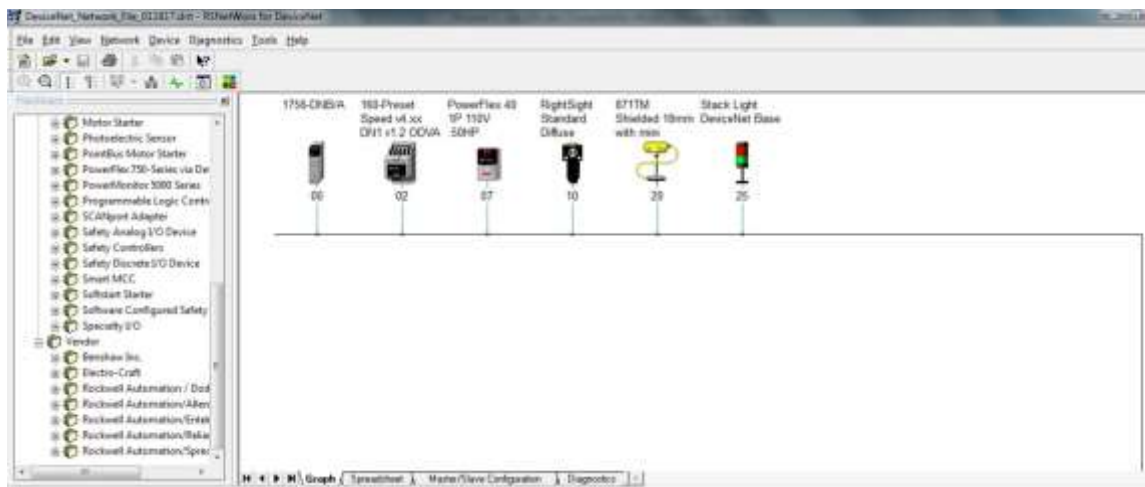 DeviceNet_Network_File_011817.dnt - RSNetWorx for DeviceNet
File Edit View Network Device Diagnostics Tools Help
Hardware
Motor Starter
Photoelectric Sensor
PointBus Motor Starter
PowerFlex 750-Series via De
PowerMonitor 5000 Series
Programmable Logic Contr
SCANport Adapter
Safety Analog I/O Device
Safety Controllers
Safety Discrete I/O Device
Smart MCC
Softstart Starter
Software Configured Safety
Specialty I/O
Vendor
Benshaw Inc.
Electro-Craft
Rockwell Automation / Dod
Rockwell Automation/Allen
Rockwell Automation/Entek
Rockwell Automation/Relia
Rockwell Automation/Sprec
1756-DNB/A 160-Preset PowerFlex 40 RightSight 871TM Stack Light
Speed v4.xx 1P 110V Standard Shielded 18mm DeviceNet Base
DN1 v1.2 ODVA .50HP Diffuse with min
00 02 07 10 20 25
Graph Spreadsheet Master/Slave Configuration Diagnostics